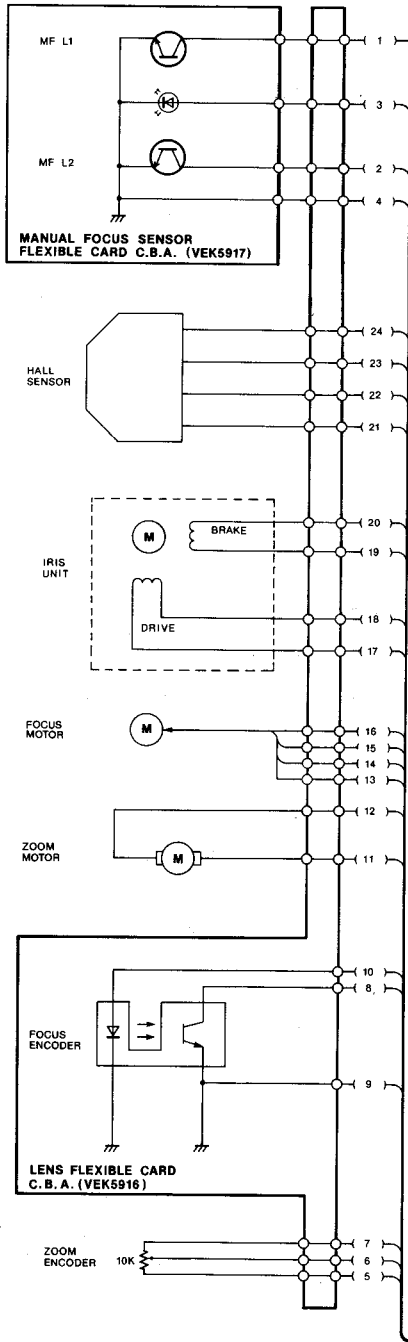 MF L1
1
3
MF L2
2
4
MANUAL FOCUS SENSOR
FLEXIBLE CARD C.B.A. (VEK5917)
24
23
HALL
SENSOR
22
21
20
BRAKE
M
19
IRIS
UNIT
18
DRIVE
17
FOCUS
MOTOR
M
16
15
14
13
12
ZOOM
MOTOR
M
11
10
8
FOCUS
ENCODER
9
LENS FLEXIBLE CARD
C.B.A. (VEK5916)
7
ZOOM
ENCODER
10K
6
5